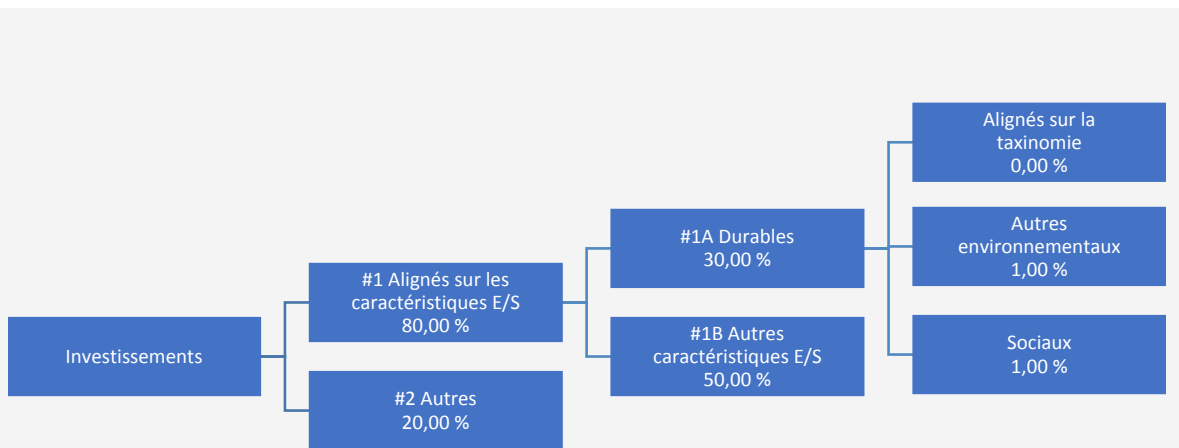 Investissements
#1 Alignés sur les
caractéristiques E/S
80,00 %
#2 Autres
20,00 %
#1A Durables
30,00 %
#1B Autres
caractéristiques E/S
50,00 %
Alignés sur la
taxinomie
0,00 %
Autres
environnementaux
1,00 %
Sociaux
1,00 %